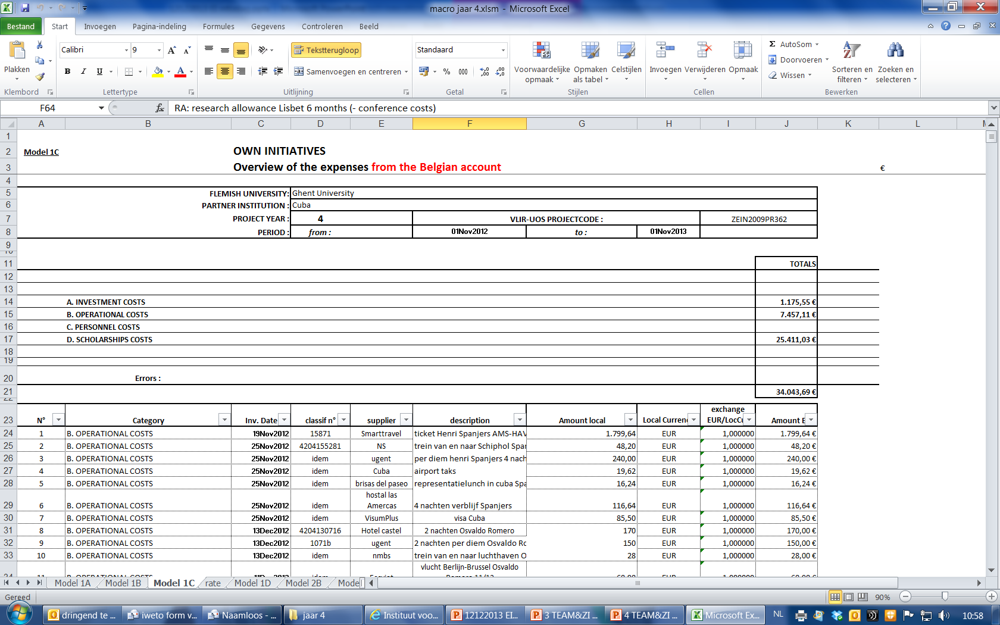 macro jaar 4.xlsm - Microsoft Excel
Bestand Start Invoegen Pagina-indeling Formules Gegevens Controleren Beeld
Calibri 9 Tekstterugloop Standaard Σ AutoSom
Plakken Voorwaardelijke opmaak Opmaken als tabel Celstijlen Invoegen Verwijderen Opmaak Doorvoeren Sorteren en filteren Zoeken en selecteren
B I U A Samenvoegen en centreren % 000 Wissen
Klembord Lettertype Uitlijning Getal Stijlen Cellen Bewerken
F64 fx RA: research allowance Lisbet 6 months (- conference costs)
A B C D E F G H I J K L
1
2 Model 1C OWN INITIATIVES
3 Overview of the expenses from the Belgian account €
4
5 FLEMISH UNIVERSITY: Ghent University
6 PARTNER INSTITUTION : Cuba
7 PROJECT YEAR : 4 VLIR-UOS PROJECTCODE : ZEIN2009PR362
8 PERIOD : from : 01Nov2012 to : 01Nov2013
9
10
11 TOTALS
12
13
14 A. INVESTMENT COSTS 1.175,55 €
15 B. OPERATIONAL COSTS 7.457,11 €
16 C. PERSONNEL COSTS
17 D. SCHOLARSHIPS COSTS 25.411,03 €
18
19
20 Errors :
21 34.043,69 €
22
23 N° Category Inv. Date classif n° supplier description Amount local Local Curren exchange EUR/LocCu Amount E
24 1 B. OPERATIONAL COSTS 19Nov2012 15871 Smarttravel ticket Henri Spanjers AMS-HAV 1.799,64 EUR 1,000000 1.799,64 €
25 2 B. OPERATIONAL COSTS 25Nov2012 4204155281 NS trein van en naar Schiphol Spar 48,20 EUR 1,000000 48,20 €
26 3 B. OPERATIONAL COSTS 25Nov2012 idem ugent per diem henri Spanjers 4 nach 240,00 EUR 1,000000 240,00 €
27 4 B. OPERATIONAL COSTS 25Nov2012 idem Cuba airport taks 19,62 EUR 1,000000 19,62 €
28 5 B. OPERATIONAL COSTS 25Nov2012 idem brisas del paseo representatielunch in cuba Spa 16,24 EUR 1,000000 16,24 €
29 6 B. OPERATIONAL COSTS 25Nov2012 idem hostal las Amercas 4 nachten verblijf Spanjers 116,64 EUR 1,000000 116,64 €
30 7 B. OPERATIONAL COSTS 25Nov2012 idem VisumPlus visa Cuba 85,50 EUR 1,000000 85,50 €
31 8 B. OPERATIONAL COSTS 13Dec2012 4204130716 Hotel castel 2 nachten Osvaldo Romero 170 EUR 1,000000 170,00 €
32 9 B. OPERATIONAL COSTS 13Dec2012 1071b ugent 2 nachten per diem Osvaldo Ro 150 EUR 1,000000 150,00 €
33 10 B. OPERATIONAL COSTS 13Dec2012 idem nmbs trein van en naar luchthaven O 28 EUR 1,000000 28,00 €
vlucht Berlijn-Brussel Osvaldo
Model 1A Model 1B Model 1C rate Model 1D Model 2B Model
Gereed 90%
dringend te ... iweto form v... Naamloos - ... jaar 4 Instituut voo... 12122013 EI... 3 TEAM&ZI ... 4 TEAM&ZI ... Microsoft Ex... NL 10:58